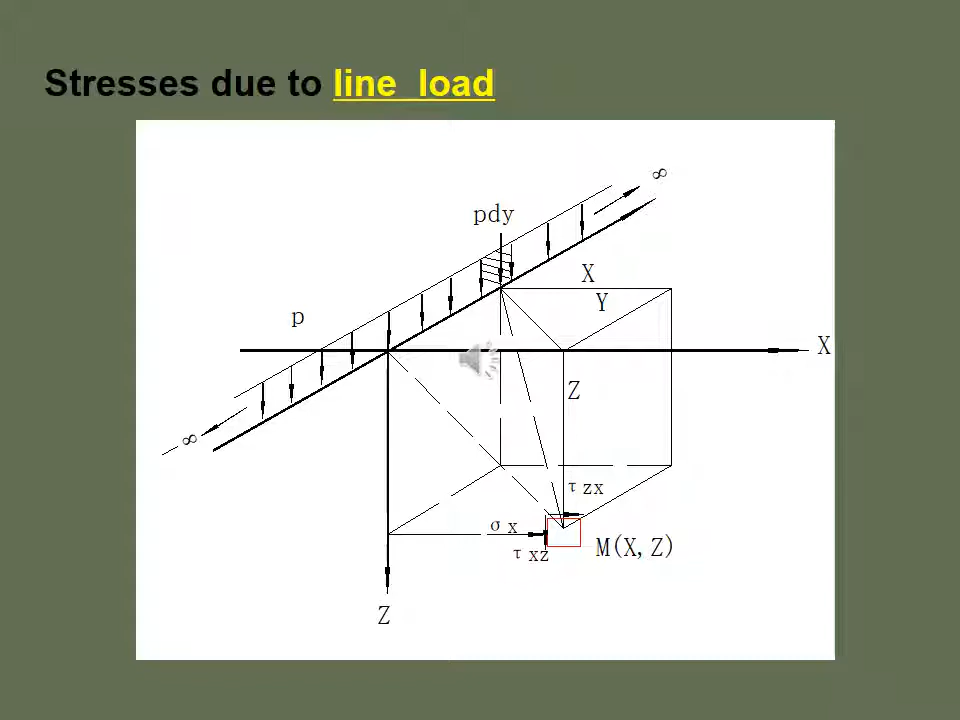 Stresses due to line load
∞
pdy
X
Y
p
X
Z
∞
τ zx
σ x
τ xz
M(X, Z)
Z